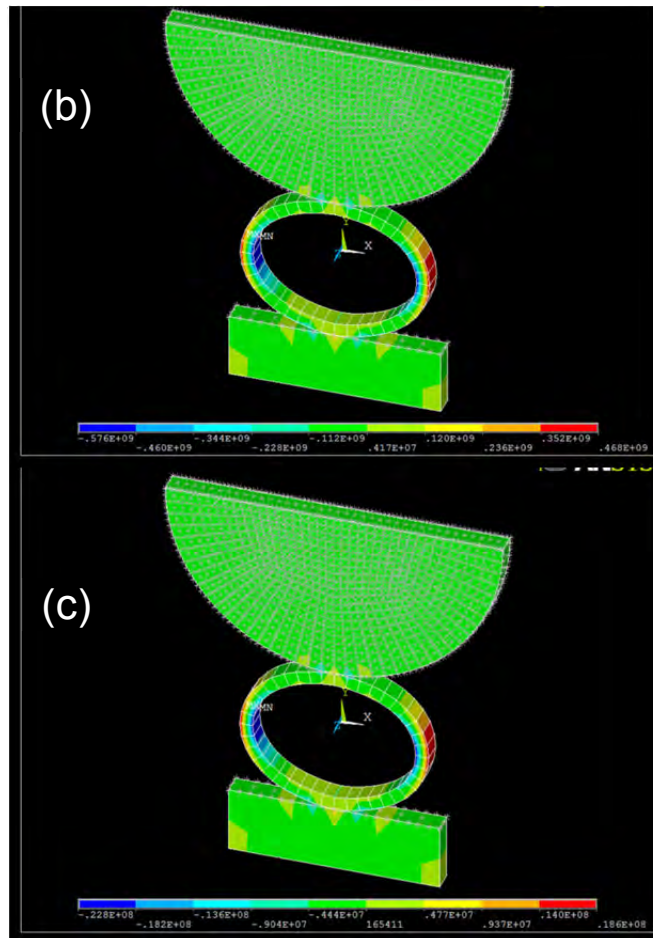 (b)
Y
MN
X
-.576E+09 -.344E+09 -.112E+09 .120E+09 .352E+09
-.460E+09 -.228E+09 .417E+07 .236E+09 .468E+09
(c)
Y
MN
X
-.228E+08 -.136E+08 -.444E+07 .477E+07 .140E+08
-.182E+08 -.904E+07 165411 .937E+07 .186E+08